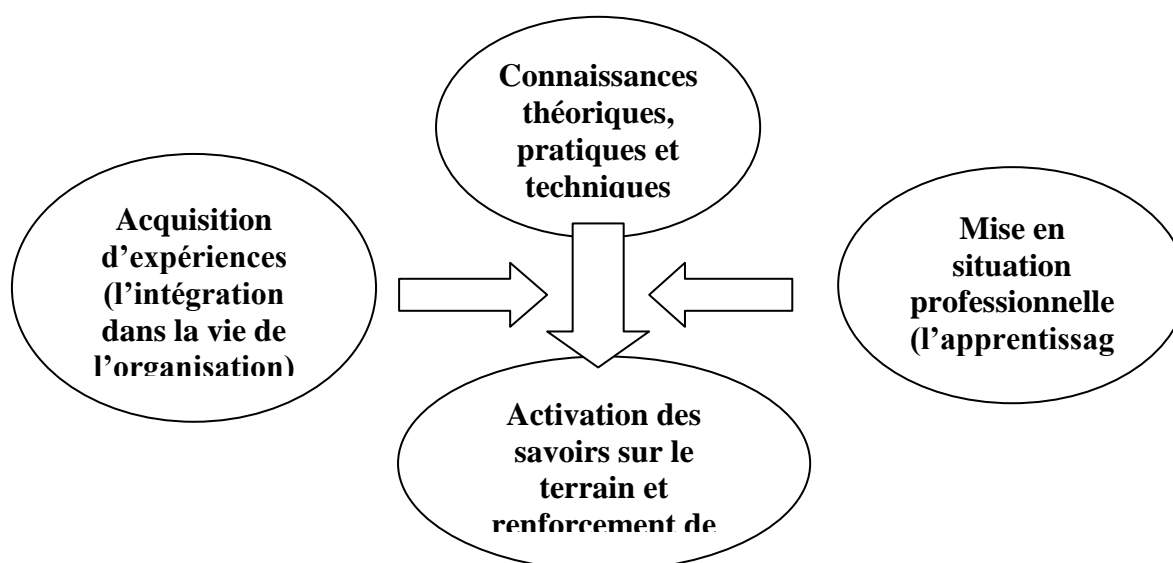 Connaissances
théoriques,
pratiques et
techniques
Acquisition
d’expériences
(l’intégration
dans la vie de
l’organisation)
Mise en
situation
professionnelle
(l’apprentissag
Activation des
savoirs sur le
terrain et
renforcement de